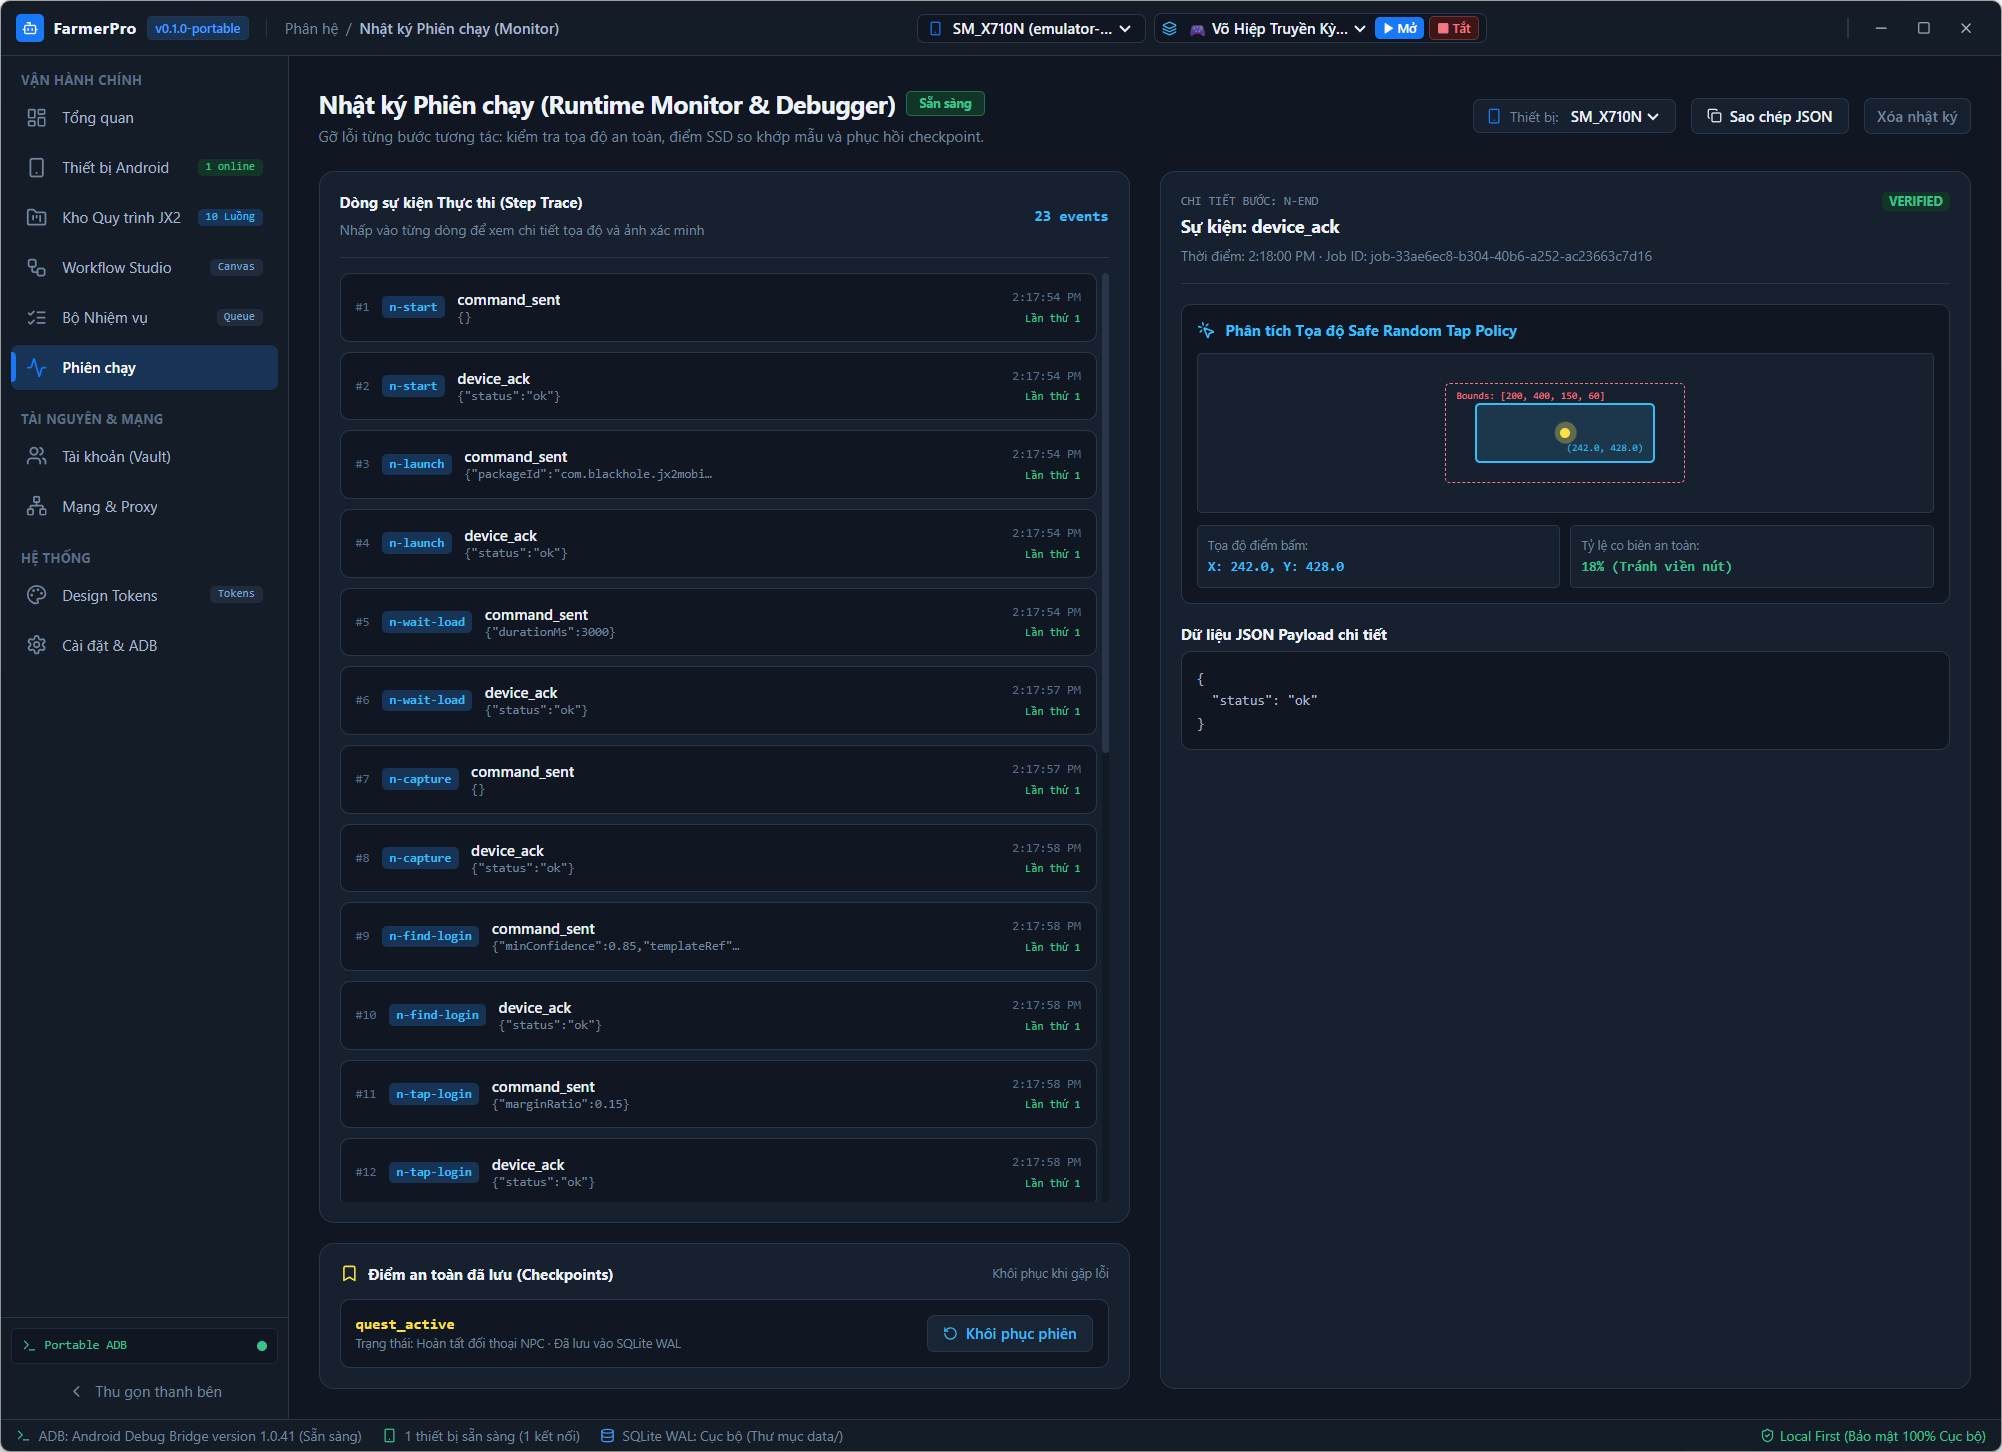 FarmerPro
v0.1.0-portable
Phân hệ / Nhật ký Phiên chạy (Monitor)
SM_X710N (emulator-...
Võ Hiệp Truyền Kỳ...
Mở
Tắt
VẬN HÀNH CHÍNH
Tổng quan
Thiết bị Android
1 online
Kho Quy trình JX2
10 Luồng
Workflow Studio
Canvas
Bộ Nhiệm vụ
Queue
Phiên chạy
TÀI NGUYÊN & MẠNG
Tài khoản (Vault)
Mạng & Proxy
HỆ THỐNG
Design Tokens
Tokens
Cài đặt & ADB
Portable ADB
Thu gọn thanh bên
Nhật ký Phiên chạy (Runtime Monitor & Debugger)
Sẵn sàng
Gỡ lỗi từng bước tương tác: kiểm tra tọa độ an toàn, điểm SSD so khớp mẫu và phục hồi checkpoint.
Thiết bị: SM_X710N
Sao chép JSON
Xóa nhật ký
Dòng sự kiện Thực thi (Step Trace)
Nhấp vào từng dòng để xem chi tiết tọa độ và ảnh xác minh
23 events
#1 n-start command_sent 2:17:54 PM
{} Lần thử 1
#2 n-start device_ack 2:17:54 PM
{"status":"ok"} Lần thử 1
#3 n-launch command_sent 2:17:54 PM
{"packageId":"com.blackhole.jx2mobi… Lần thử 1
#4 n-launch device_ack 2:17:54 PM
{"status":"ok"} Lần thử 1
#5 n-wait-load command_sent 2:17:54 PM
{"durationMs":3000} Lần thử 1
#6 n-wait-load device_ack 2:17:57 PM
{"status":"ok"} Lần thử 1
#7 n-capture command_sent 2:17:57 PM
{} Lần thử 1
#8 n-capture device_ack 2:17:58 PM
{"status":"ok"} Lần thử 1
#9 n-find-login command_sent 2:17:58 PM
{"minConfidence":0.85,"templateRef"… Lần thử 1
#10 n-find-login device_ack 2:17:58 PM
{"status":"ok"} Lần thử 1
#11 n-tap-login command_sent 2:17:58 PM
{"marginRatio":0.15} Lần thử 1
#12 n-tap-login device_ack 2:17:58 PM
{"status":"ok"} Lần thử 1
Điểm an toàn đã lưu (Checkpoints)
Khôi phục khi gặp lỗi
quest_active
Trạng thái: Hoàn tất đối thoại NPC · Đã lưu vào SQLite WAL
Khôi phục phiên
CHI TIẾT BƯỚC: N-END
VERIFIED
Sự kiện: device_ack
Thời điểm: 2:18:00 PM · Job ID: job-33ae6ec8-b304-40b6-a252-ac23663c7d16
Phân tích Tọa độ Safe Random Tap Policy
Bounds: [200, 400, 150, 60]
(242.0, 428.0)
Tọa độ điểm bấm:
X: 242.0, Y: 428.0
Tỷ lệ co biên an toàn:
18% (Tránh viền nút)
Dữ liệu JSON Payload chi tiết
{
"status": "ok"
}
ADB: Android Debug Bridge version 1.0.41 (Sẵn sàng)
1 thiết bị sẵn sàng (1 kết nối)
SQLite WAL: Cục bộ (Thư mục data/)
Local First (Bảo mật 100% Cục bộ)